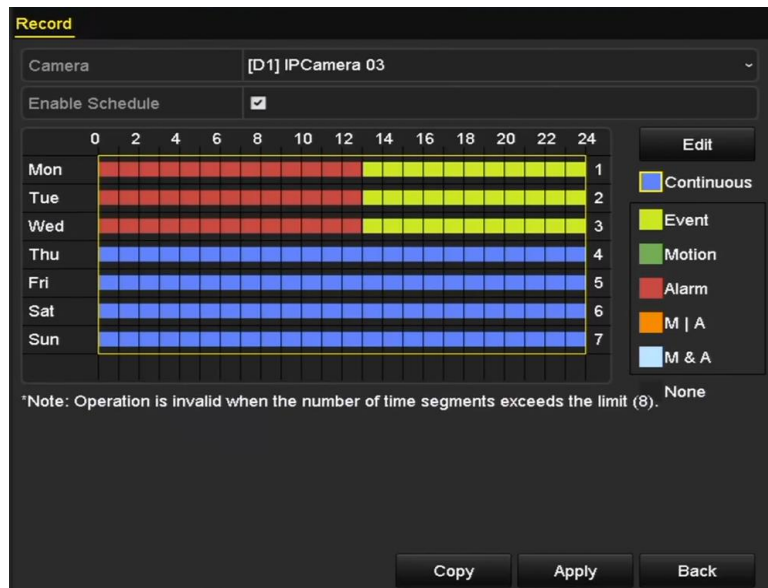 Record
Camera [D1] IPCamera 03
Enable Schedule
0 2 4 6 8 10 12 14 16 18 20 22 24
Edit
Mon 1
Continuous
Tue 2
Wed 3
Event
Thu 4
Motion
Fri 5
Alarm
Sat 6
M | A
Sun 7
M & A
None
*Note: Operation is invalid when the number of time segments exceeds the limit (8).
Copy Apply Back